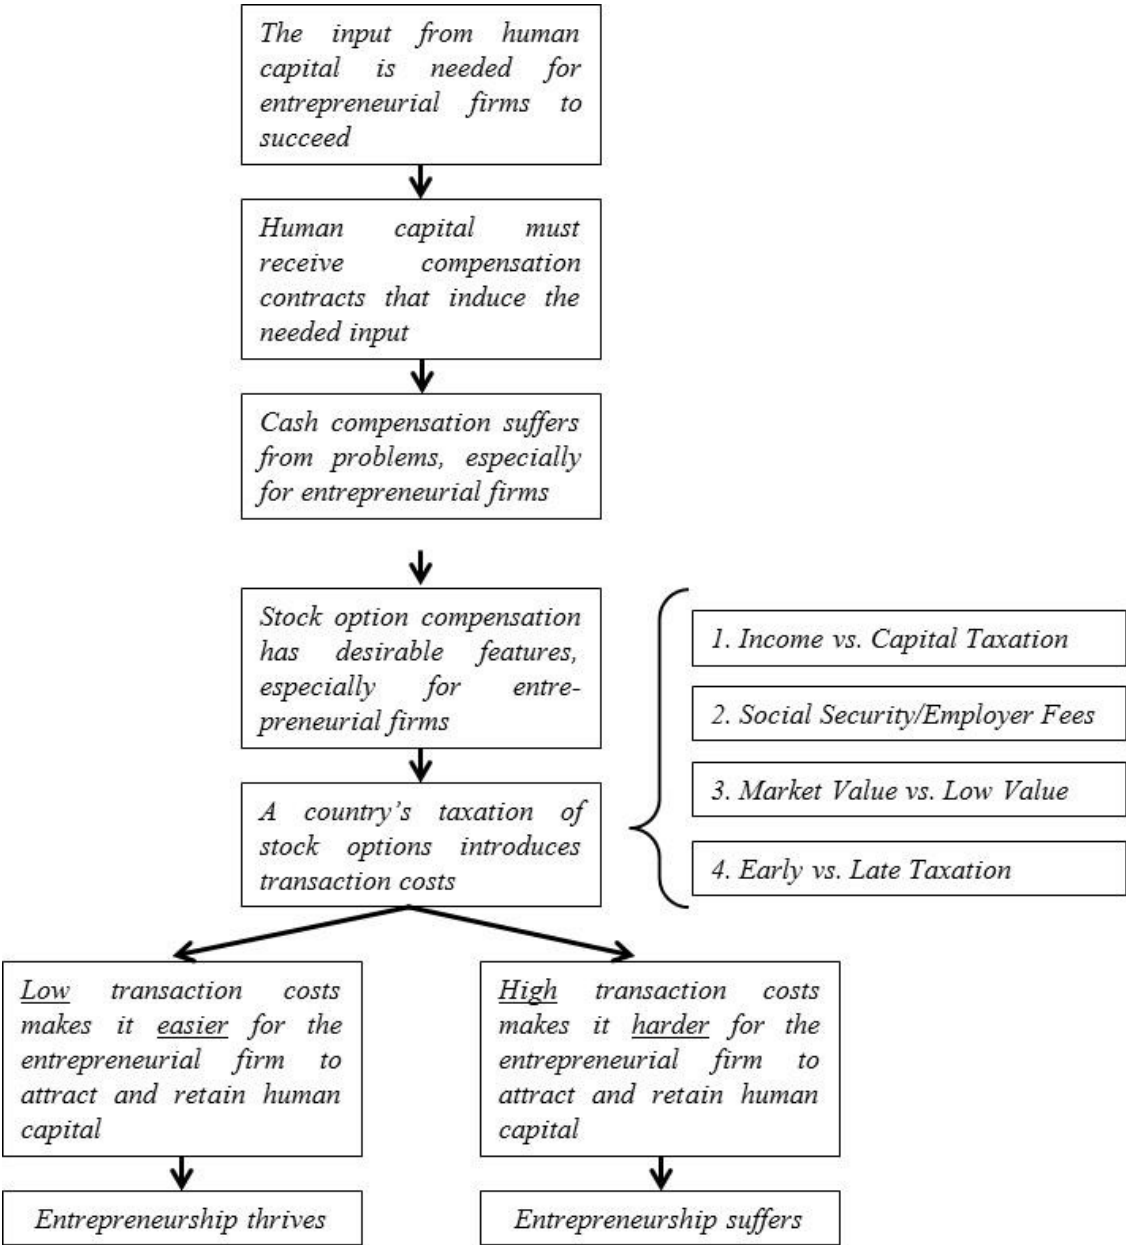 The input from human
capital is needed for
entrepreneurial firms to
succeed
Human capital must
receive compensation
contracts that induce the
needed input
Cash compensation suffers
from problems, especially
for entrepreneurial firms
Stock option compensation
has desirable features,
especially for entre-
preneurial firms
A country’s taxation of
stock options introduces
transaction costs
1. Income vs. Capital Taxation
2. Social Security/Employer Fees
3. Market Value vs. Low Value
4. Early vs. Late Taxation
Low transaction costs
makes it easier for the
entrepreneurial firm to
attract and retain human
capital
High transaction costs
makes it harder for the
entrepreneurial firm to
attract and retain human
capital
Entrepreneurship thrives
Entrepreneurship suffers